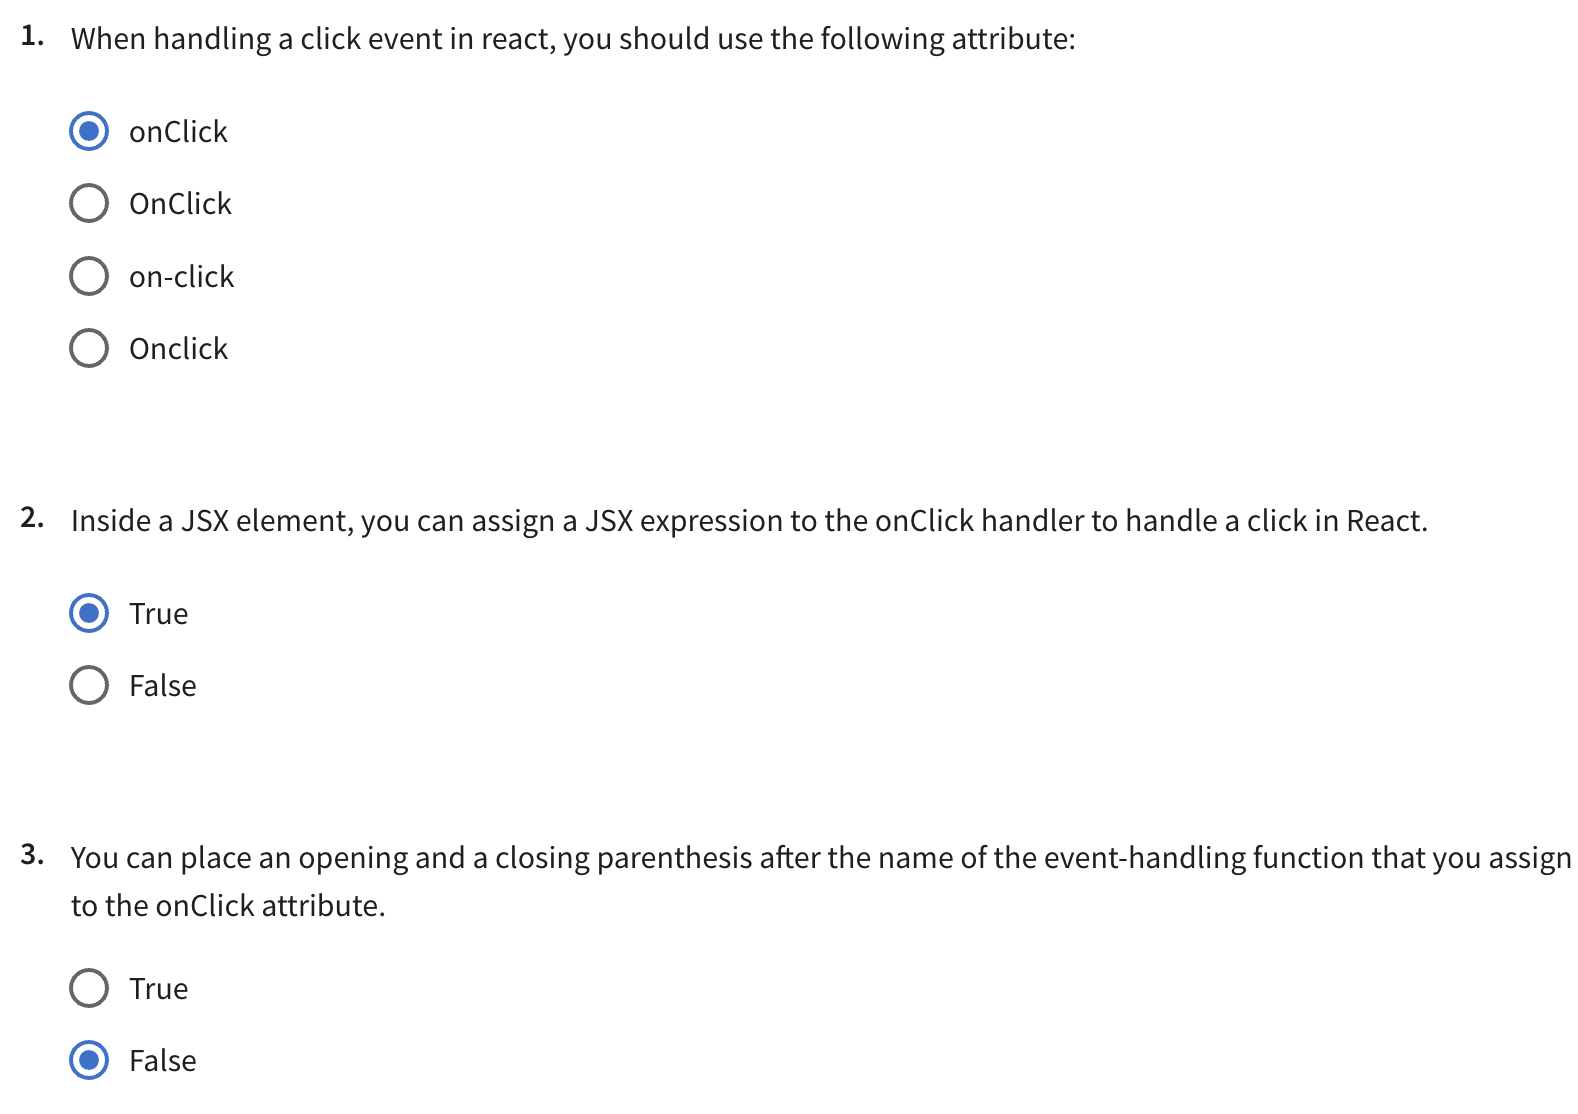 1. When handling a click event in react, you should use the following attribute:
onClick
OnClick
on-click
Onclick
2. Inside a JSX element, you can assign a JSX expression to the onClick handler to handle a click in React.
True
False
3. You can place an opening and a closing parenthesis after the name of the event-handling function that you assign
to the onClick attribute.
True
False